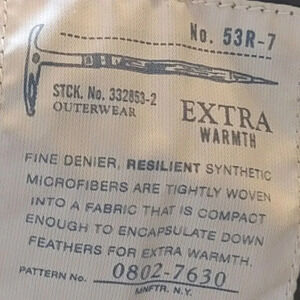 No. 53R-7
STCK. No. 332853-2
OUTERWEAR
EXTRA
WARMTH
FINE DENIER, RESILIENT SYNTHETIC
MICROFIBERS ARE TIGHTLY WOVEN
INTO A FABRIC THAT IS COMPACT
ENOUGH TO ENCAPSULATE DOWN
FEATHERS FOR EXTRA WARMTH.
PATTERN No. 0802-7630
MNFTR. N.Y.